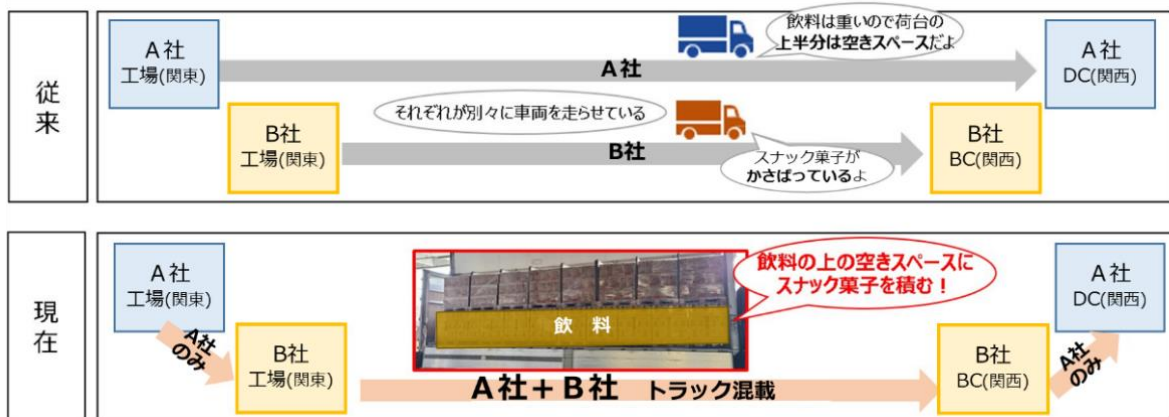 従来
A社
工場(関東)
飲料は重いので荷台の
上半分は空きスペースだよ
A社
A社
DC(関西)
B社
工場(関東)
それぞれが別々に車両を走らせている
B社
スナック菓子が
かさばっているよ
B社
BC(関西)
現在
A社
工場(関東)
A社
のみ
B社
工場(関東)
飲料
飲料の上の空きスペースに
スナック菓子を積む！
A社＋B社 トラック混載
B社
BC(関西)
A社
のみ
A社
DC(関西)